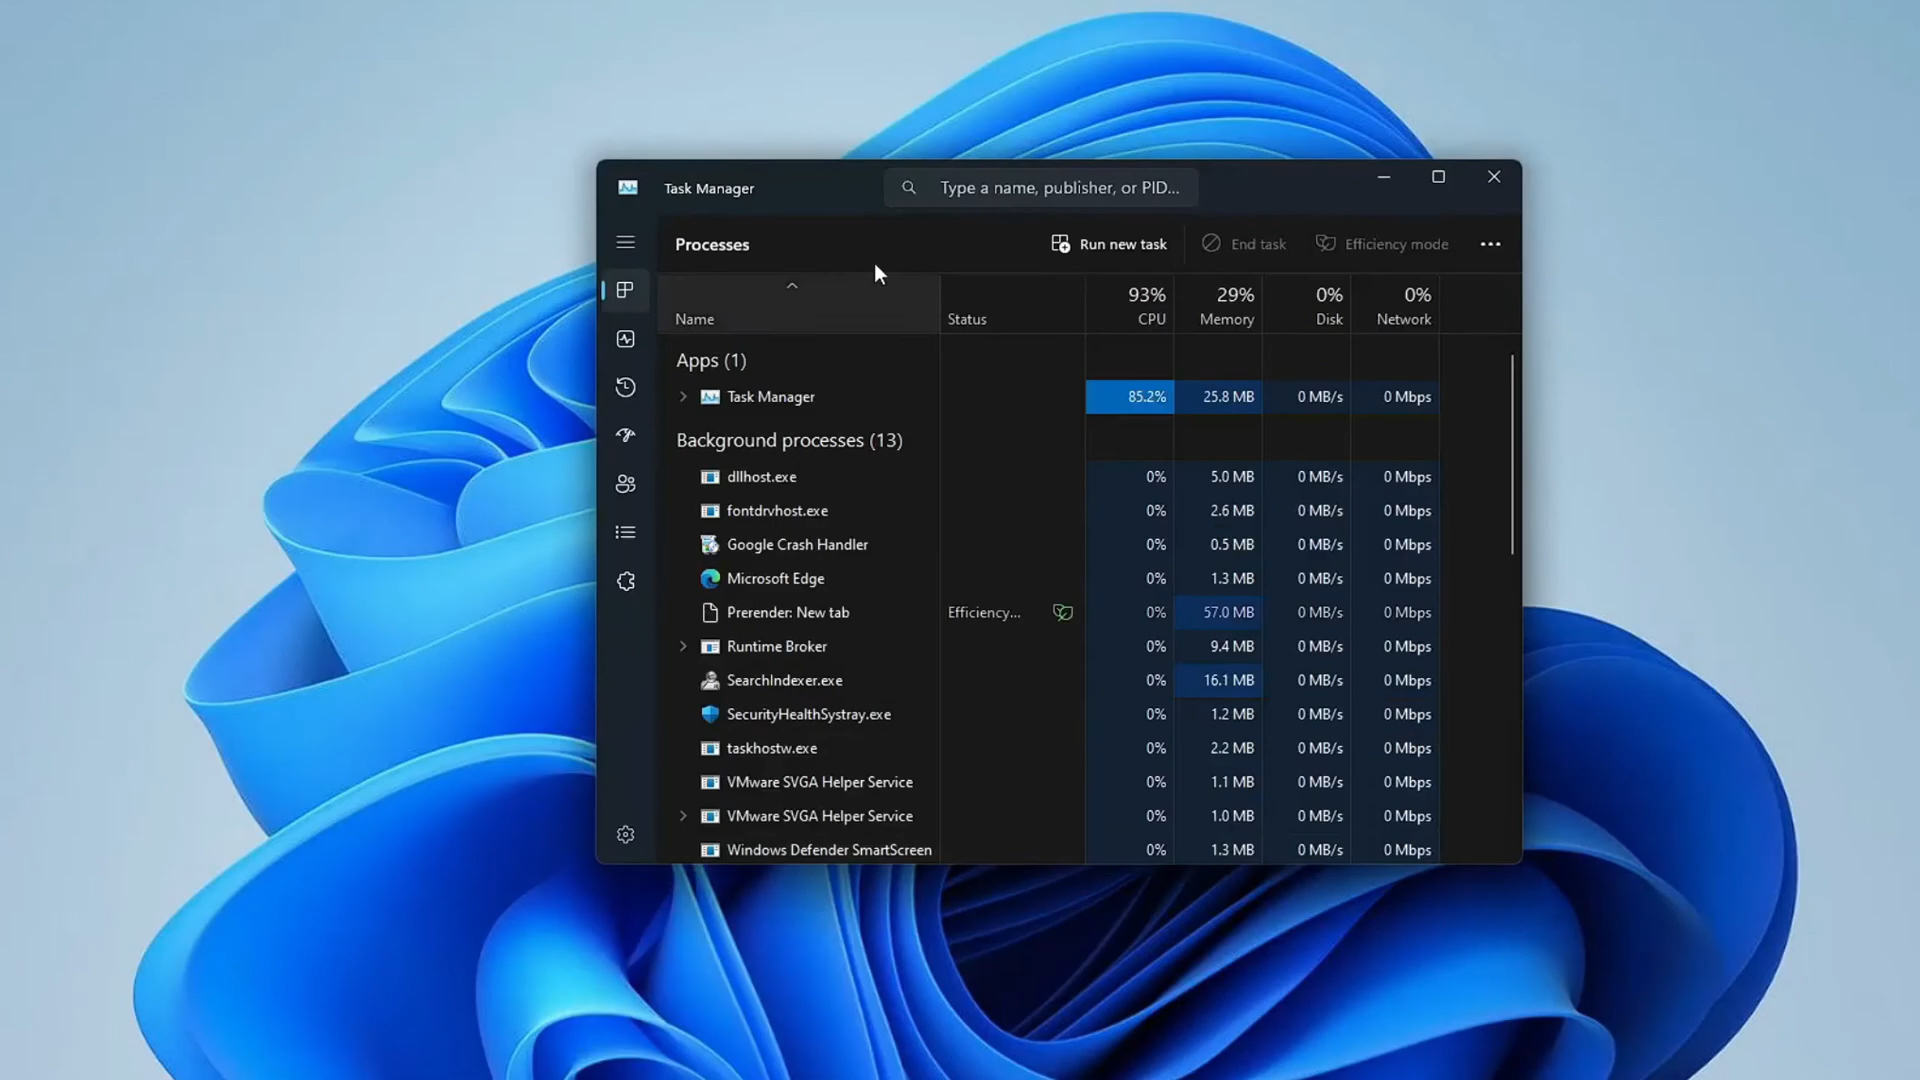 Task Manager
Type a name, publisher, or PID...
Processes Run new task End task Efficiency mode
93% 29% 0% 0%
Name Status CPU Memory Disk Network
Apps (1)
Task Manager 85.2% 25.8 MB 0 MB/s 0 Mbps
Background processes (13)
dllhost.exe 0% 5.0 MB 0 MB/s 0 Mbps
fontdrvhost.exe 0% 2.6 MB 0 MB/s 0 Mbps
Google Crash Handler 0% 0.5 MB 0 MB/s 0 Mbps
Microsoft Edge 0% 1.3 MB 0 MB/s 0 Mbps
Prerender: New tab Efficiency... 0% 57.0 MB 0 MB/s 0 Mbps
Runtime Broker 0% 9.4 MB 0 MB/s 0 Mbps
SearchIndexer.exe 0% 16.1 MB 0 MB/s 0 Mbps
SecurityHealthSystray.exe 0% 1.2 MB 0 MB/s 0 Mbps
taskhostw.exe 0% 2.2 MB 0 MB/s 0 Mbps
VMware SVGA Helper Service 0% 1.1 MB 0 MB/s 0 Mbps
VMware SVGA Helper Service 0% 1.0 MB 0 MB/s 0 Mbps
Windows Defender SmartScreen 0% 1.3 MB 0 MB/s 0 Mbps